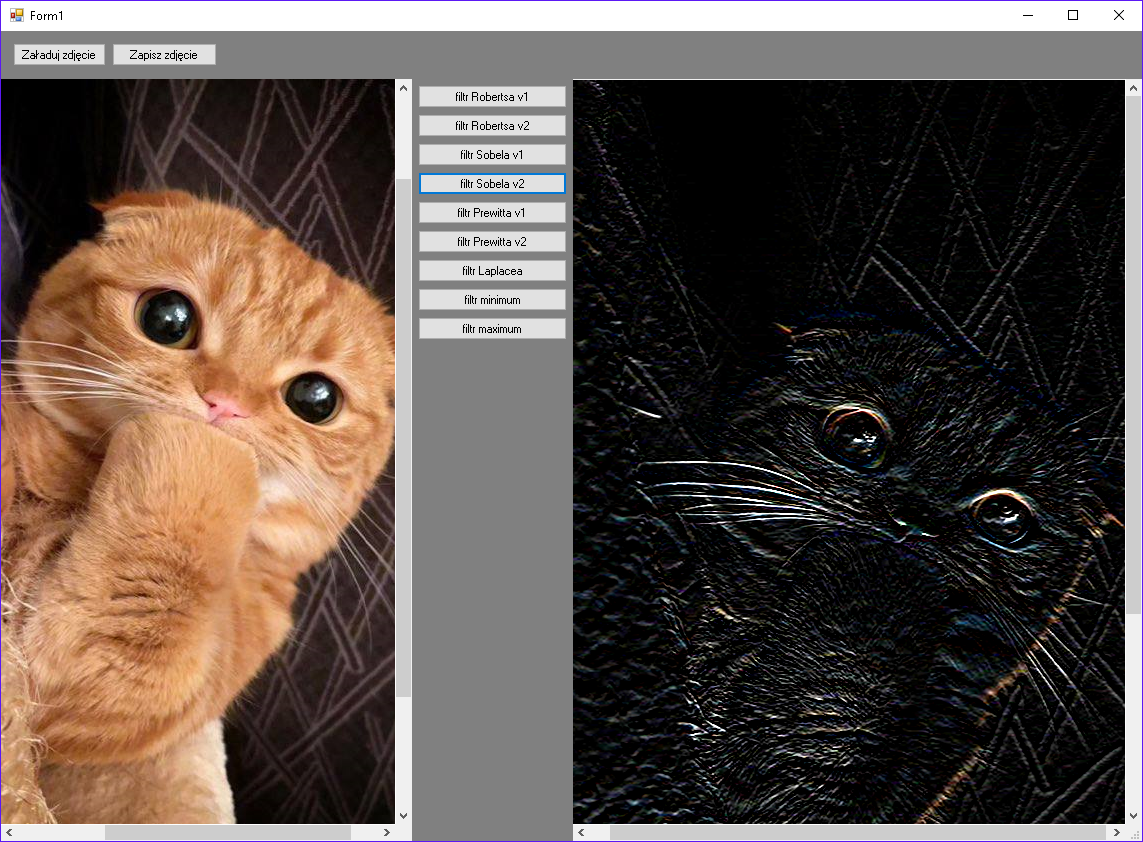 Form1
Załaduj zdjęcie
Zapisz zdjęcie
filtr Robertsa v1
filtr Robertsa v2
filtr Sobela v1
filtr Sobela v2
filtr Prewitta v1
filtr Prewitta v2
filtr Laplacea
filtr minimum
filtr maximum